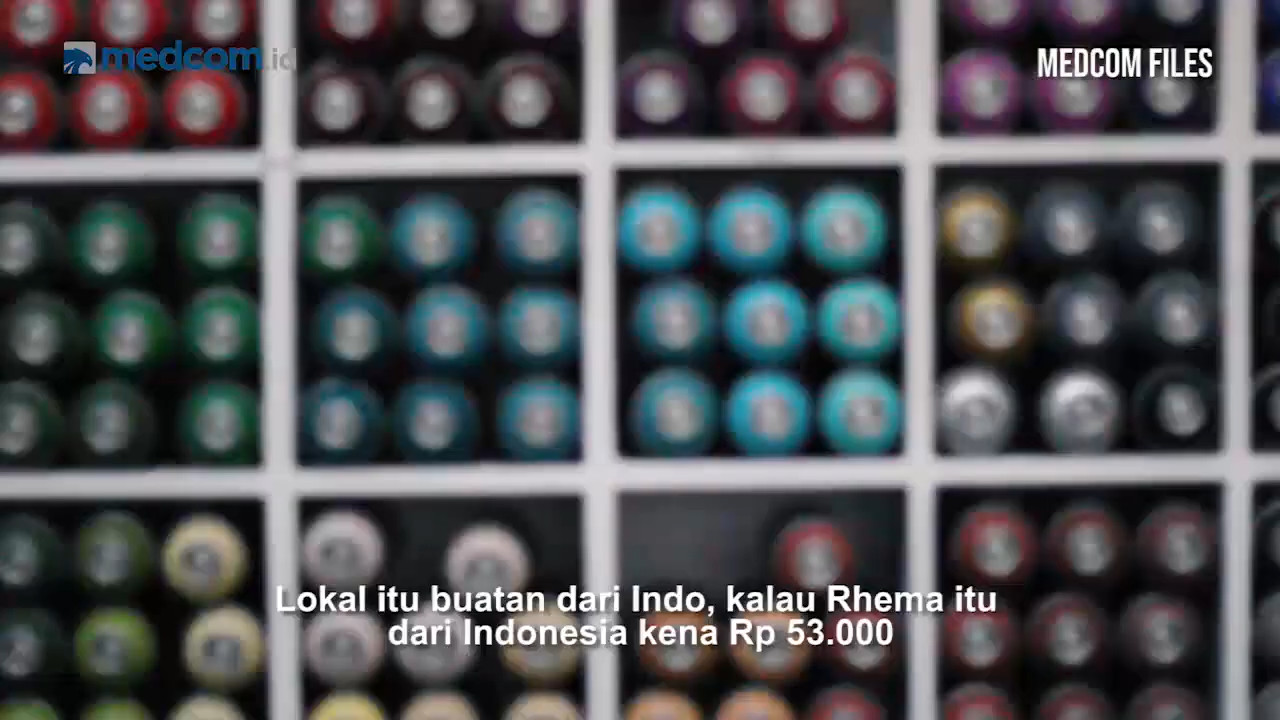 medcom.id
MEDCOM FILES
Lokal itu buatan dari Indo, kalau Rhema itu
dari Indonesia kena Rp 53.000